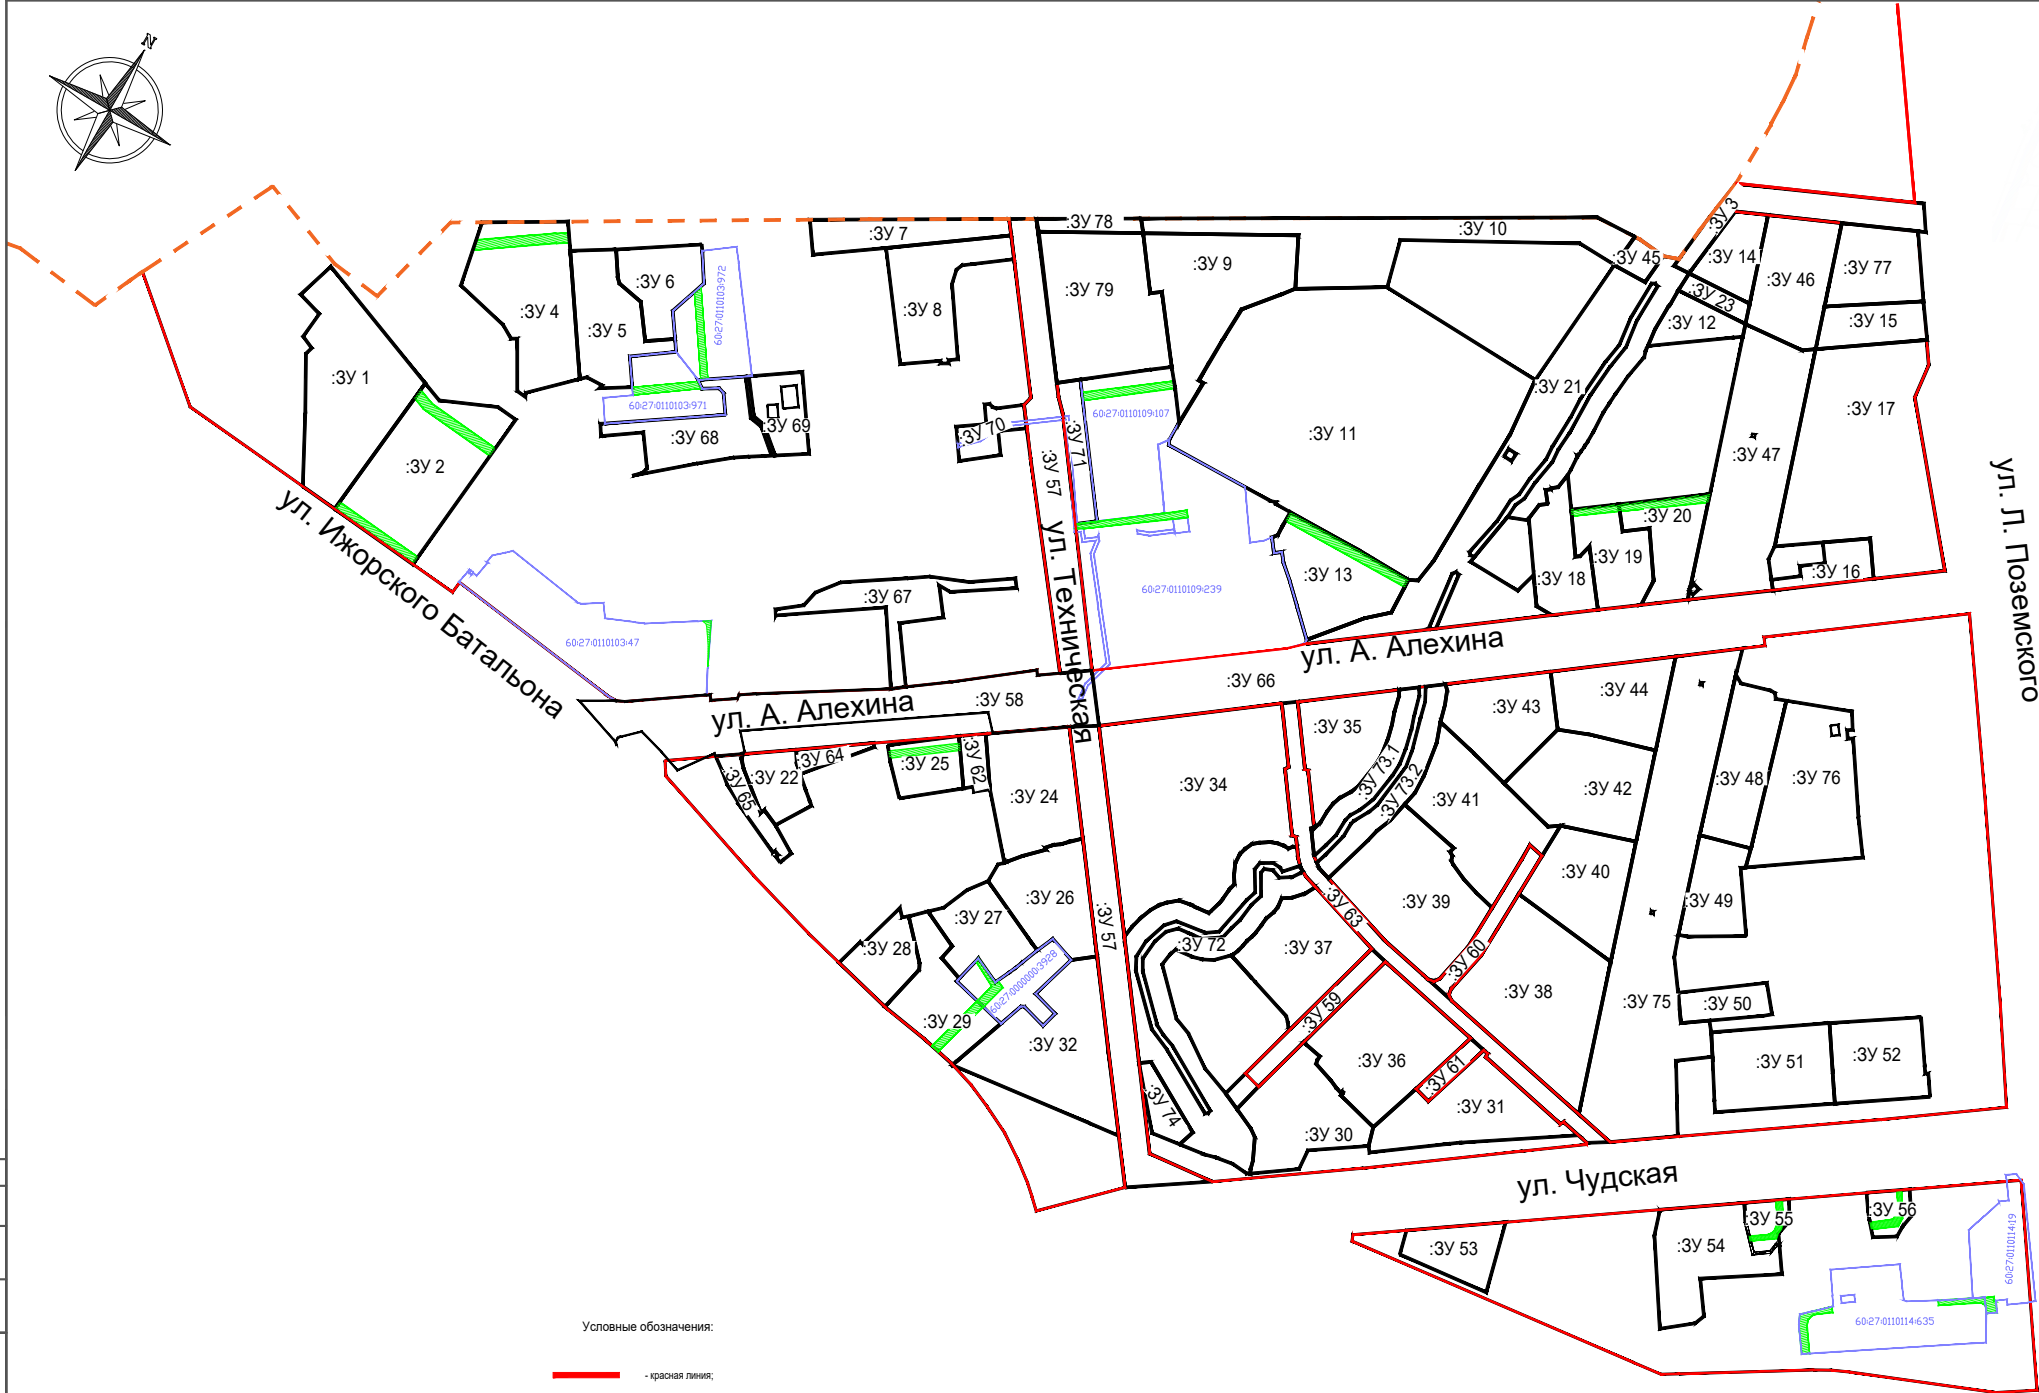 N
:ЗУ 78
:ЗУ 7
:ЗУ 10
:ЗУ 3
:ЗУ 45
:ЗУ 14
:ЗУ 46
:ЗУ 77
:ЗУ 9
:ЗУ 79
:ЗУ 6
:ЗУ 4
:ЗУ 5
60:27:0110103:972
:ЗУ 8
:ЗУ 23
:ЗУ 12
:ЗУ 15
:ЗУ 1
:ЗУ 2
60:27:0110103:971
:ЗУ 68
:ЗУ 69
:ЗУ 70
:ЗУ 71
60:27:0110109:107
:ЗУ 57
:ЗУ 11
:ЗУ 21
:ЗУ 17
:ЗУ 47
:ЗУ 20
:ЗУ 19
:ЗУ 18
:ЗУ 16
:ЗУ 13
60:27:0110109:239
ул. Л. Поземского
ул. Ижорского Батальона
ул. Техническая
60:27:0110103:47
:ЗУ 67
ул. А. Алехина
ул. А. Алехина
:ЗУ 58
:ЗУ 66
:ЗУ 65
:ЗУ 22
:ЗУ 64
:ЗУ 25
:ЗУ 62
:ЗУ 24
:ЗУ 34
:ЗУ 35
:ЗУ 73.1
:ЗУ 73.2
:ЗУ 43
:ЗУ 44
:ЗУ 42
:ЗУ 41
:ЗУ 48
:ЗУ 76
:ЗУ 40
:ЗУ 39
:ЗУ 49
:ЗУ 26
:ЗУ 27
:ЗУ 28
:ЗУ 57
:ЗУ 72
:ЗУ 37
:ЗУ 63
:ЗУ 60
:ЗУ 38
:ЗУ 75
:ЗУ 50
60:27:0000000:3928
:ЗУ 29
:ЗУ 32
:ЗУ 59
:ЗУ 36
:ЗУ 61
:ЗУ 51
:ЗУ 52
:ЗУ 74
:ЗУ 31
:ЗУ 30
ул. Чудская
:ЗУ 53
:ЗУ 54
:ЗУ 55
:ЗУ 56
60:27:0110114:19
60:27:0110114:635
Условные обозначения:
- красная линия;